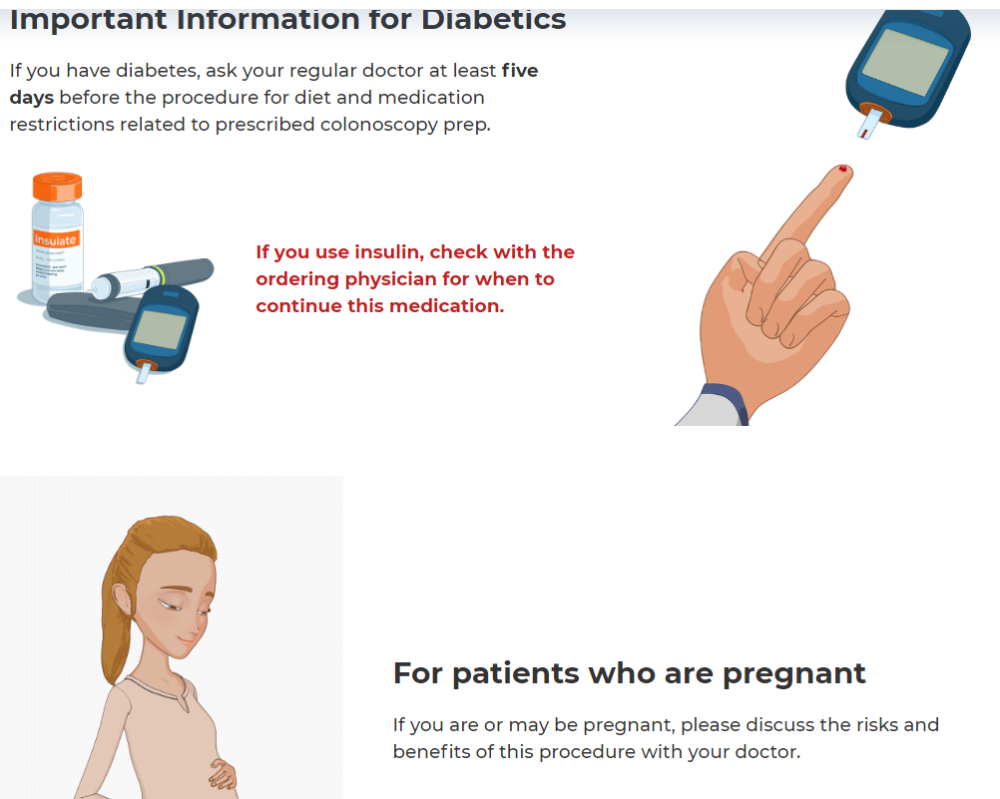 Important Information for Diabetics
If you have diabetes, ask your regular doctor at least five
days before the procedure for diet and medication
restrictions related to prescribed colonoscopy prep.
Insulate
If you use insulin, check with the
ordering physician for when to
continue this medication.
For patients who are pregnant
If you are or may be pregnant, please discuss the risks and
benefits of this procedure with your doctor.